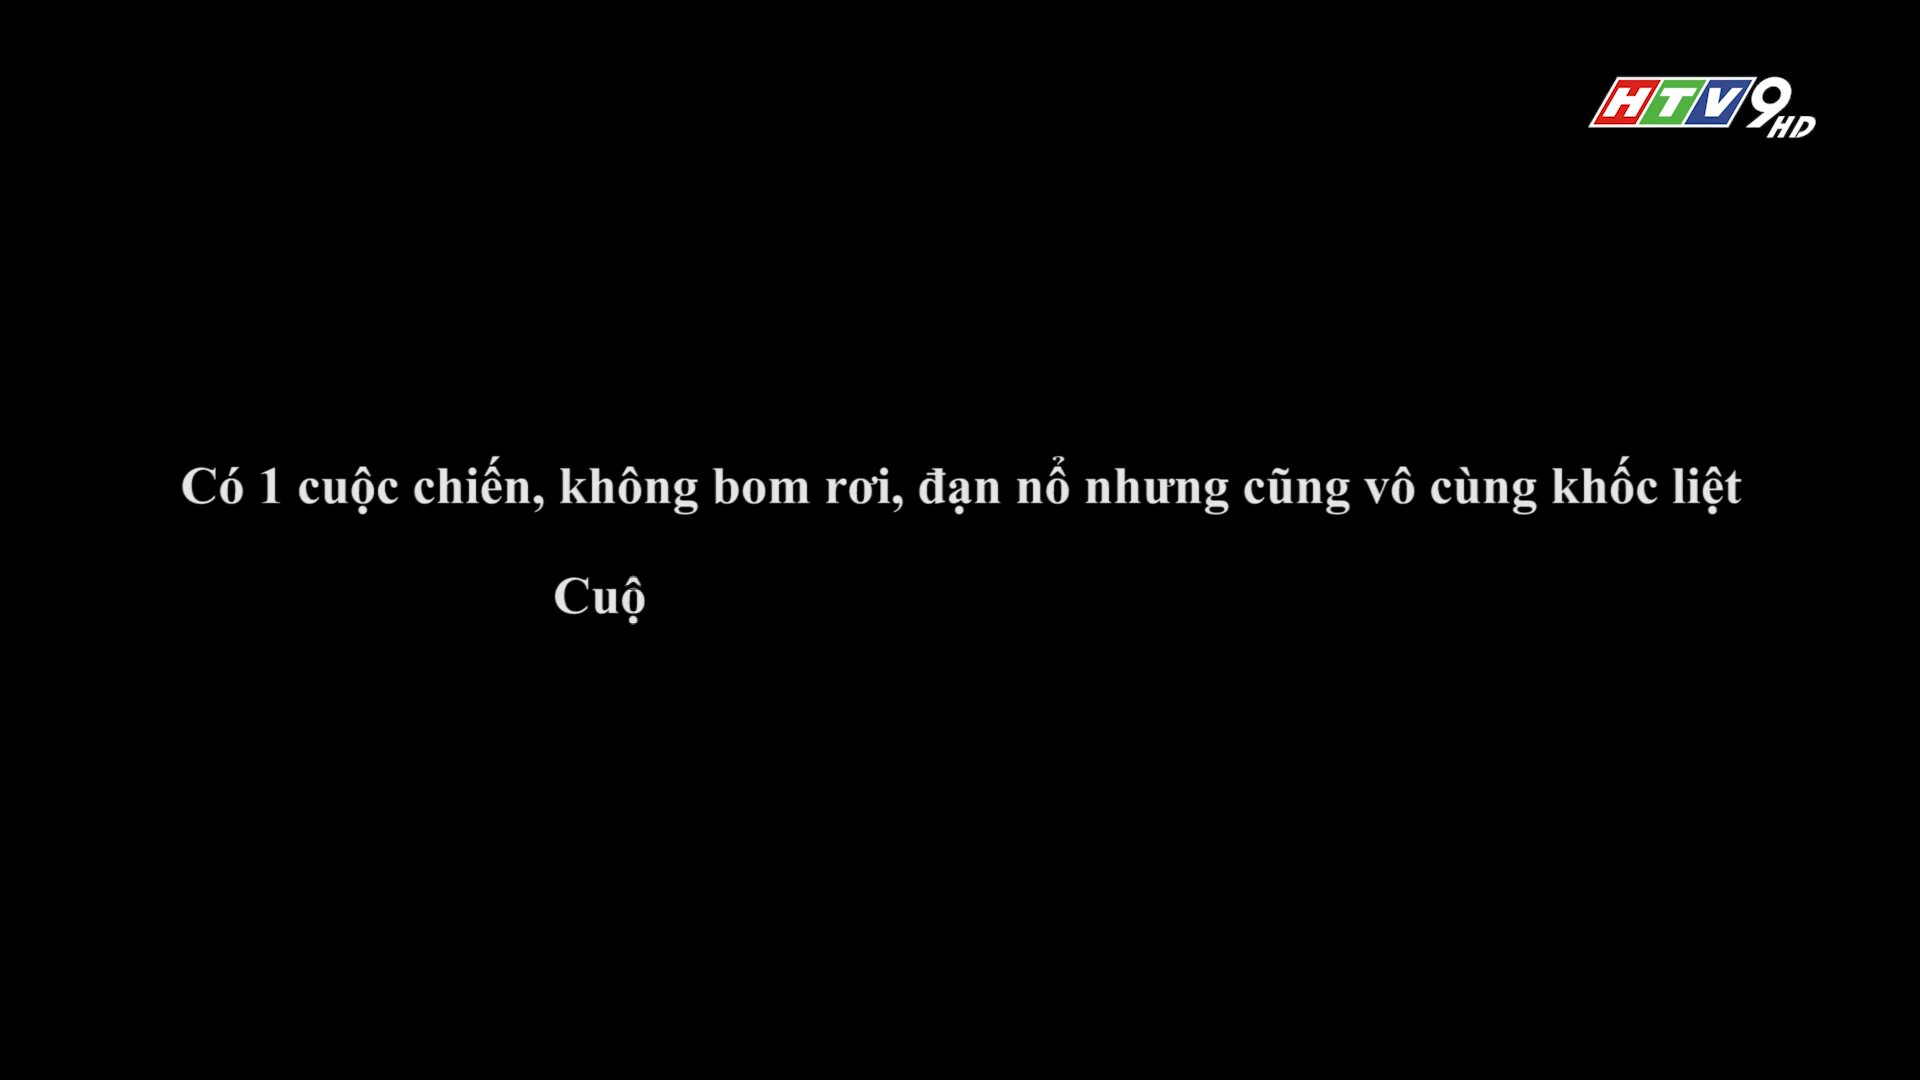 HTV9 HD
Có 1 cuộc chiến, không bom rơi, đạn nổ nhưng cũng vô cùng khốc liệt
Cuộ